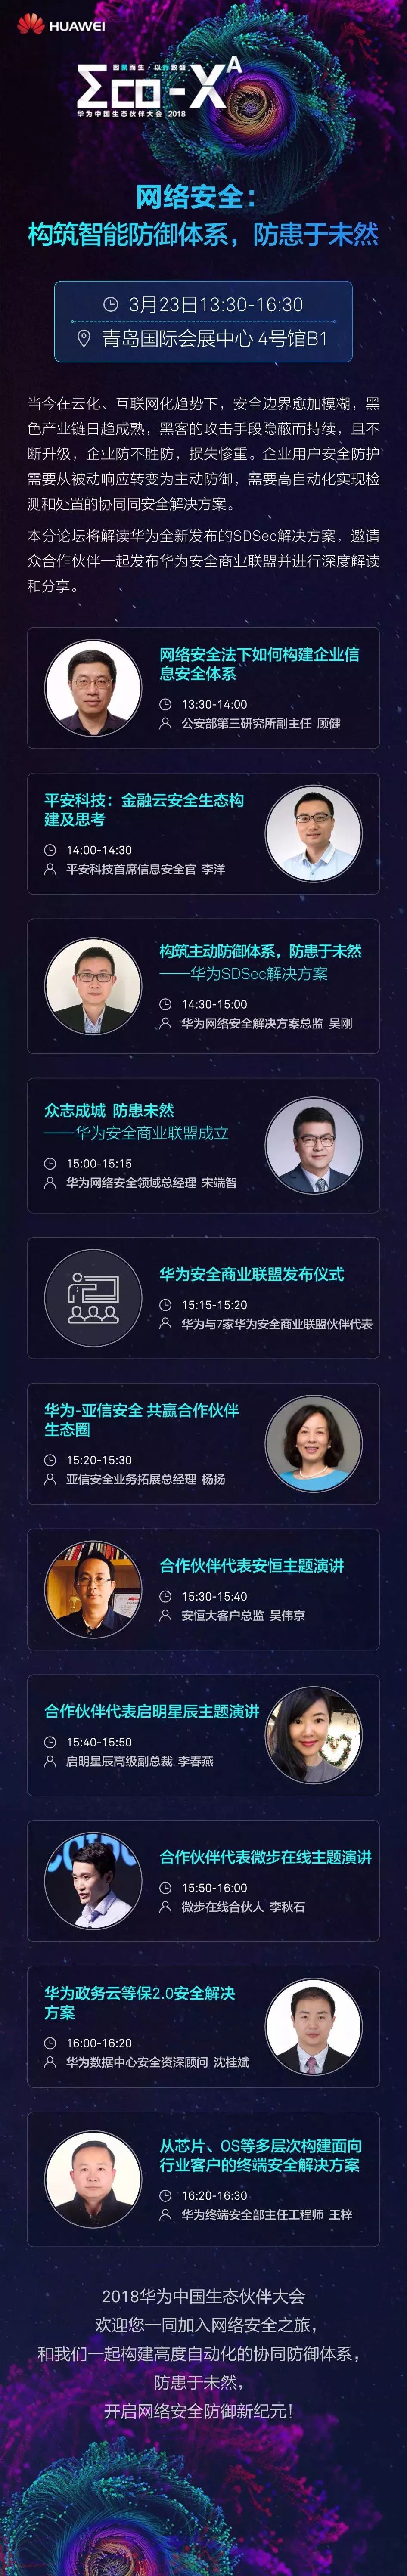 HUAWEI
因聚而生·以行致誉
Eco-X^A
华为中国生态伙伴大会 2018
网络安全：
构筑智能防御体系，防患于未然
3月23日13:30-16:30
青岛国际会展中心 4号馆B1
当今在云化、互联网化趋势下，安全边界愈加模糊，黑
色产业链日趋成熟，黑客的攻击手段隐蔽而持续，且不
断升级，企业防不胜防，损失惨重。企业用户安全防护
需要从被动响应转变为主动防御，需要高自动化实现检
测和处置的协同同安全解决方案。
本分论坛将解读华为全新发布的SDSec解决方案，邀请
众合作伙伴一起发布华为安全商业联盟并进行深度解读
和分享。
网络安全法下如何构建企业信
息安全体系
13:30-14:00
公安部第三研究所副主任 顾健
平安科技：金融云安全生态构
建及思考
14:00-14:30
平安科技首席信息安全官 李洋
构筑主动防御体系，防患于未然
——华为SDSec解决方案
14:30-15:00
华为网络安全解决方案总监 吴刚
众志成城 防患未然
——华为安全商业联盟成立
15:00-15:15
华为网络安全领域总经理 宋端智
华为安全商业联盟发布仪式
15:15-15:20
华为与7家华为安全商业联盟伙伴代表
华为-亚信安全 共赢合作伙伴
生态圈
15:20-15:30
亚信安全业务拓展总经理 杨扬
合作伙伴代表安恒主题演讲
15:30-15:40
安恒大客户总监 吴伟京
合作伙伴代表启明星辰主题演讲
15:40-15:50
启明星辰高级副总裁 李春燕
合作伙伴代表微步在线主题演讲
15:50-16:00
微步在线合伙人 李秋石
华为政务云等保2.0安全解决
方案
16:00-16:20
华为数据中心安全资深顾问 沈桂斌
从芯片、OS等多层次构建面向
行业客户的终端安全解决方案
16:20-16:30
华为终端安全部主任工程师 王梓
2018华为中国生态伙伴大会
欢迎您一同加入网络安全之旅，
和我们一起构建高度自动化的协同防御体系，
防患于未然，
开启网络安全防御新纪元！